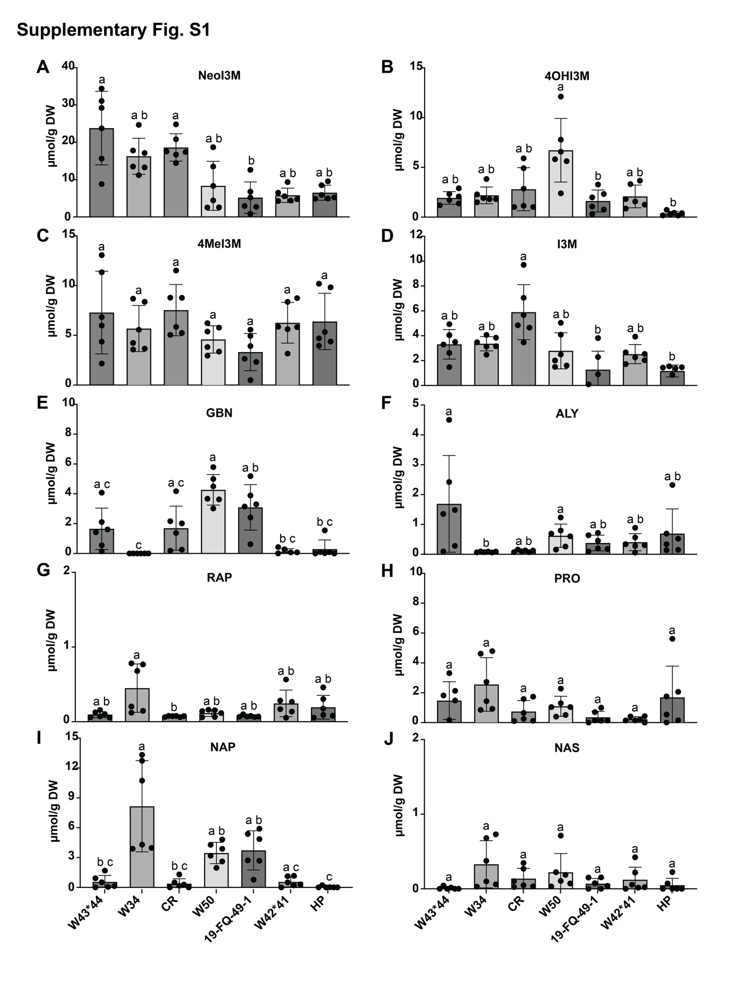 Supplementary Fig. S1
A
NeoI3M
µmol/g DW
40
30
20
10
0
a
a b
a
a b
b
a b
a b
B
4OHI3M
µmol/g DW
15
10
5
0
a b
a b
a b
a
b
a b
b
C
4MeI3M
µmol/g DW
15
10
5
0
a
a
a
a
a
a
a
D
I3M
µmol/g DW
12
10
8
6
4
2
0
a b
a b
a
a b
b
a b
b
E
GBN
µmol/g DW
10
8
6
4
2
0
a c
c
a c
a
a b
b c
b c
F
ALY
µmol/g DW
5
4
3
2
1
0
a
b
a b
a
a b
a b
a b
G
RAP
µmol/g DW
2
1
0
a b
a
b
a b
a b
a b
a b
H
PRO
µmol/g DW
10
8
6
4
2
0
a
a
a
a
a
a
a
I
NAP
µmol/g DW
15
12
9
6
3
0
b c
a
b c
a b
a b
a c
c
W43*44
W34
CR
W50
19-FQ-49-1
W42*41
HP
J
NAS
µmol/g DW
2
1
0
a
a
a
a
a
a
a
W43*44
W34
CR
W50
19-FQ-49-1
W42*41
HP